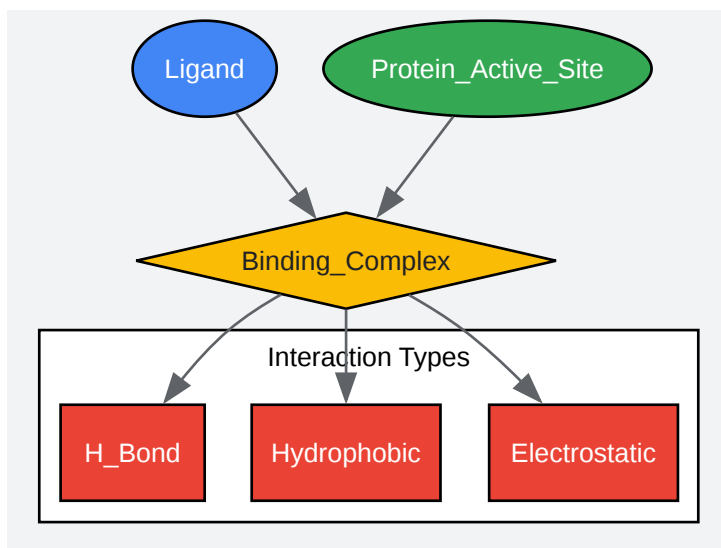 Ligand
Protein_Active_Site
Binding_Complex
Interaction Types
H_Bond
Hydrophobic
Electrostatic